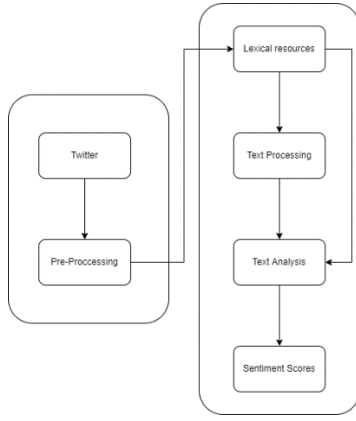 Lexical resources
Twitter
Text Processing
Pre-Proccessing
Text Analysis
Sentiment Scores